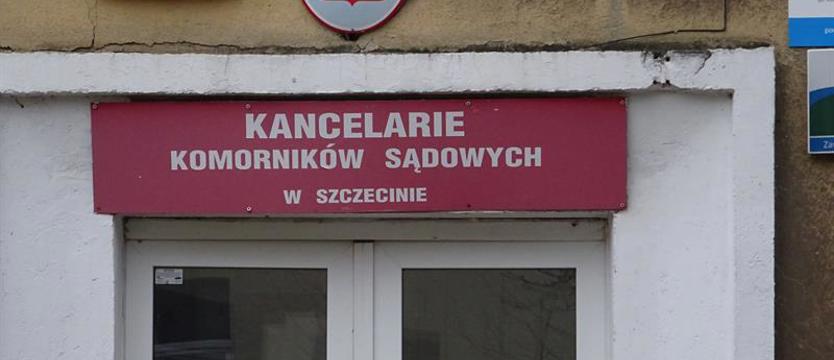 KANCELARIE
KOMORNIKÓW SĄDOWYCH
W SZCZECINIE